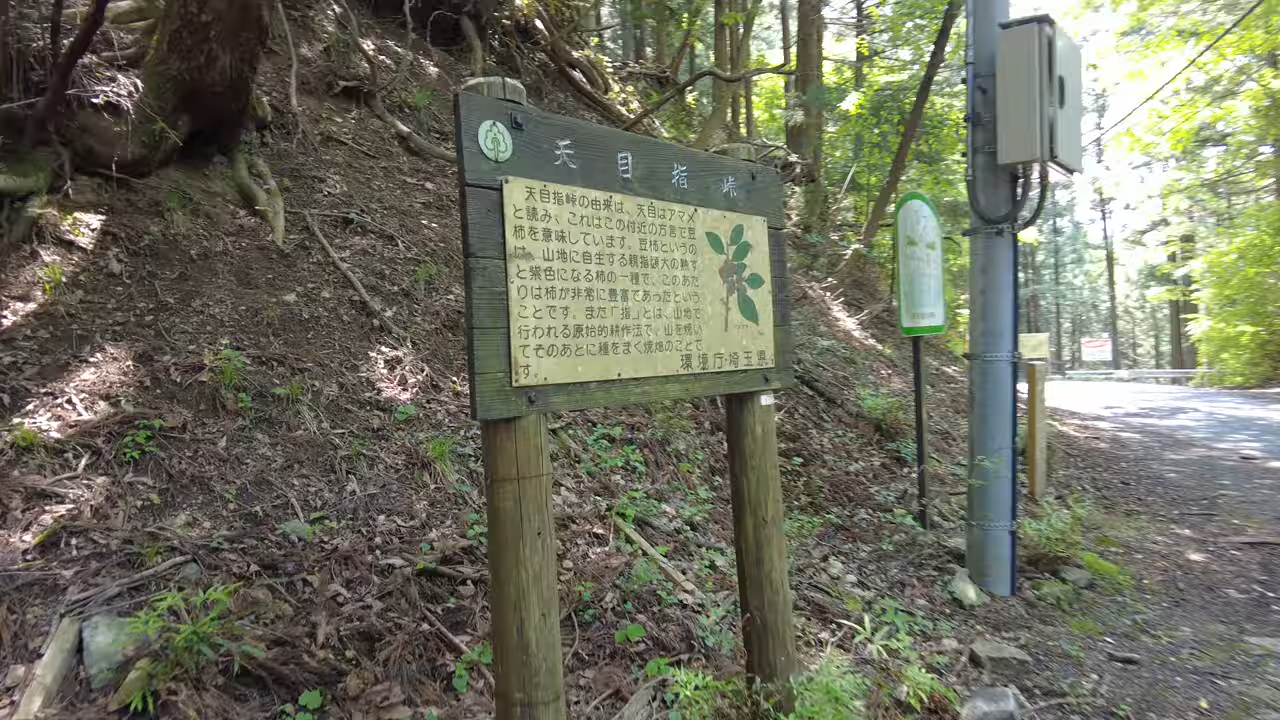 天目指峠
天目指峠の由来は、天目はアマメ
と読み、これはこの付近の方言で豆
柿を意味しています。豆柿というの
は、山地に自生する親指頭大の熟す
と紫色になる柿の一種で、このあた
りは柿が非常に豊富であったという
ことです。また「指」とは、山地で
行われる原始的耕作法で、山を焼い
てそのあとに種をまく焼畑のことで
す。
環境庁・埼玉県